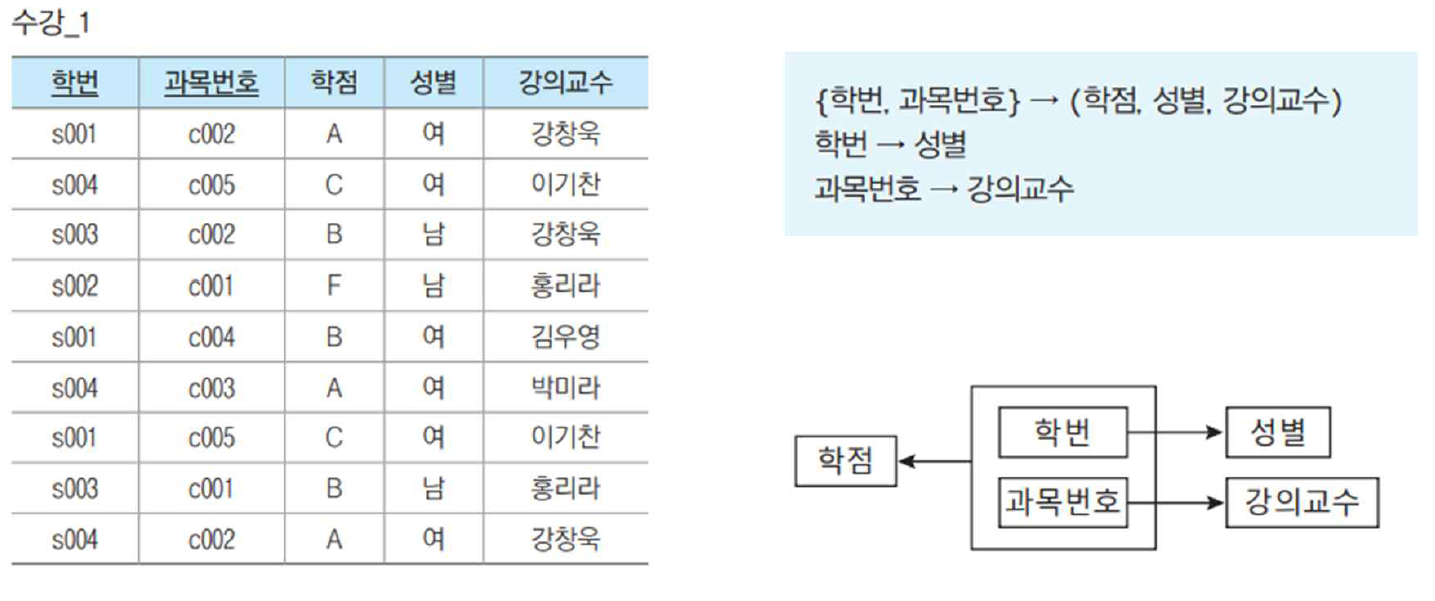 수강_1
학번 과목번호 학점 성별 강의교수
s001 c002 A 여 강창욱
s004 c005 C 여 이기찬
s003 c002 B 남 강창욱
s002 c001 F 남 홍리라
s001 c004 B 여 김우영
s004 c003 A 여 박미라
s001 c005 C 여 이기찬
s003 c001 B 남 홍리라
s004 c002 A 여 강창욱
{학번, 과목번호} → (학점, 성별, 강의교수)
학번 → 성별
과목번호 → 강의교수
학번 성별
학점
과목번호 강의교수